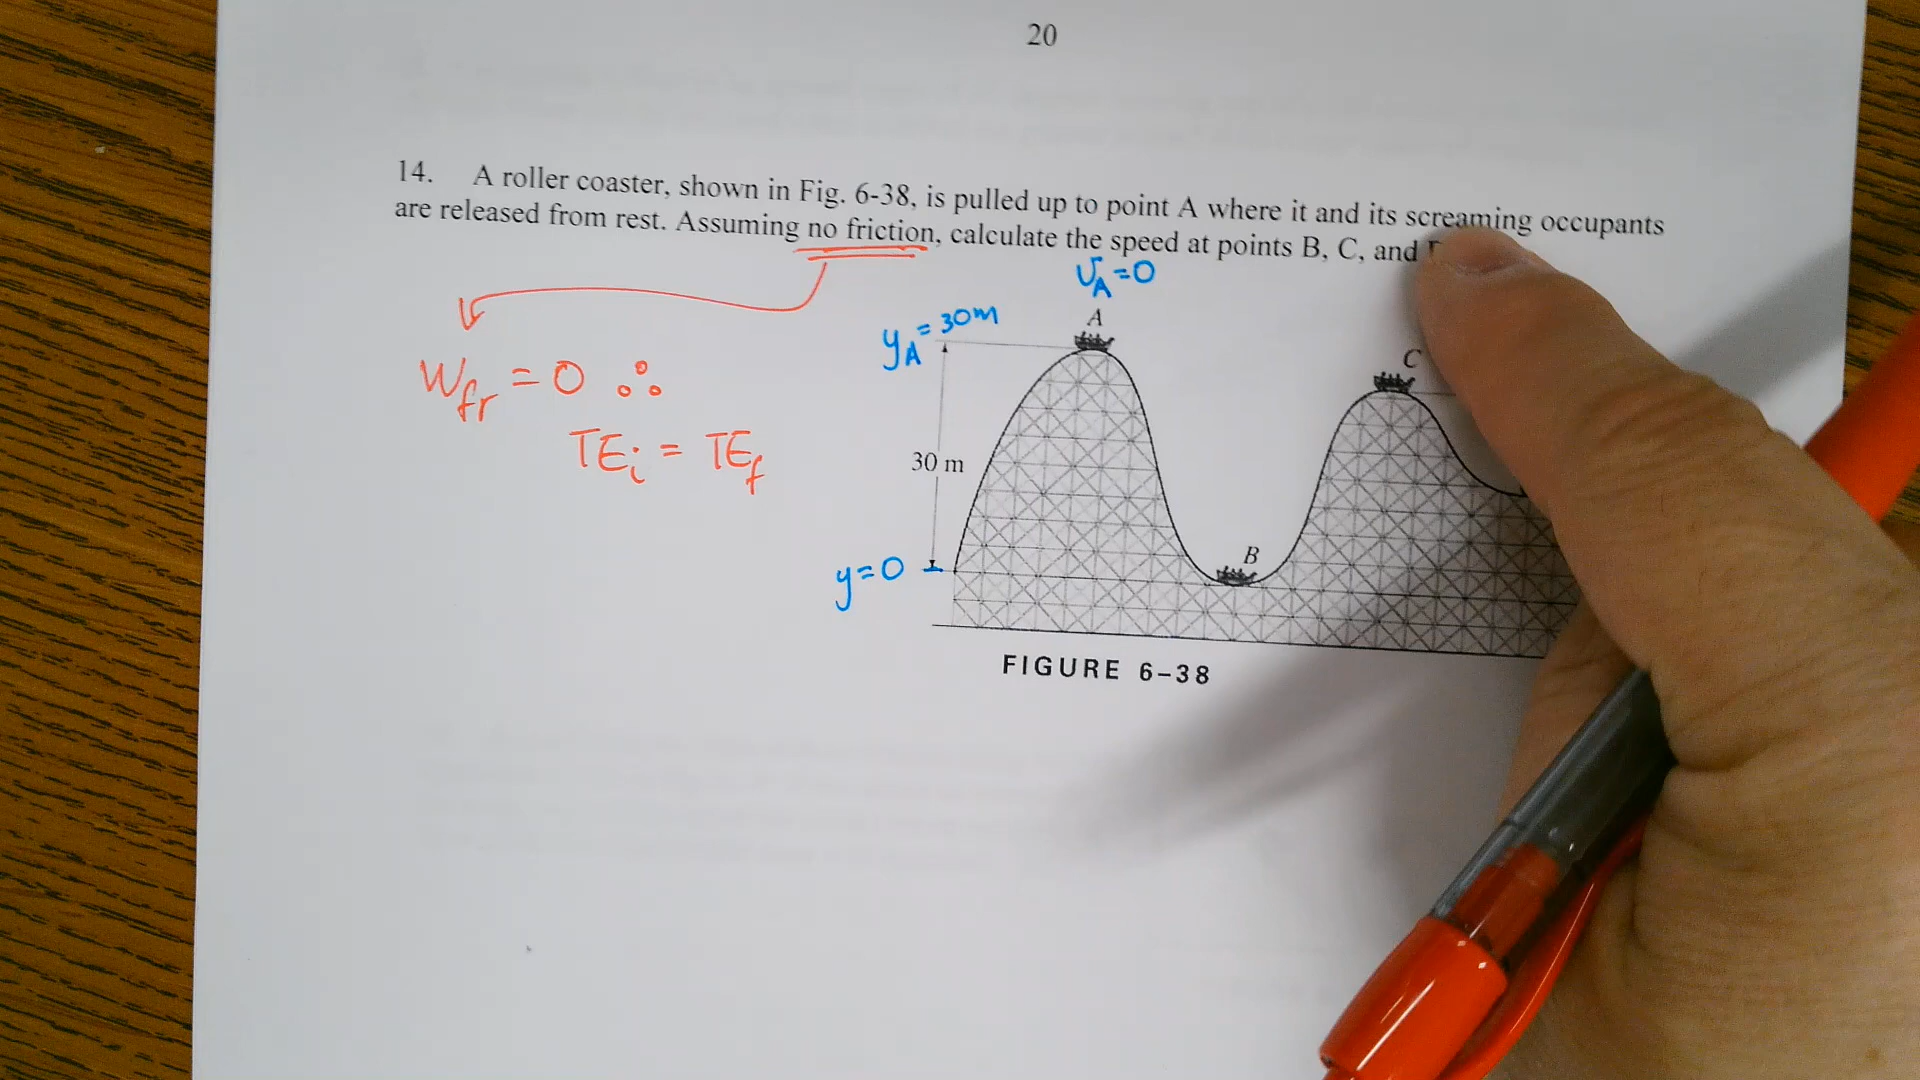 20
14. A roller coaster, shown in Fig. 6-38, is pulled up to point A where it and its screaming occupants
are released from rest. Assuming no friction, calculate the speed at points B, C, and
v_A = 0
y_A = 30m
A
C
W_fr = 0 ∴
TE_i = TE_f
30 m
B
y=0
FIGURE 6–38